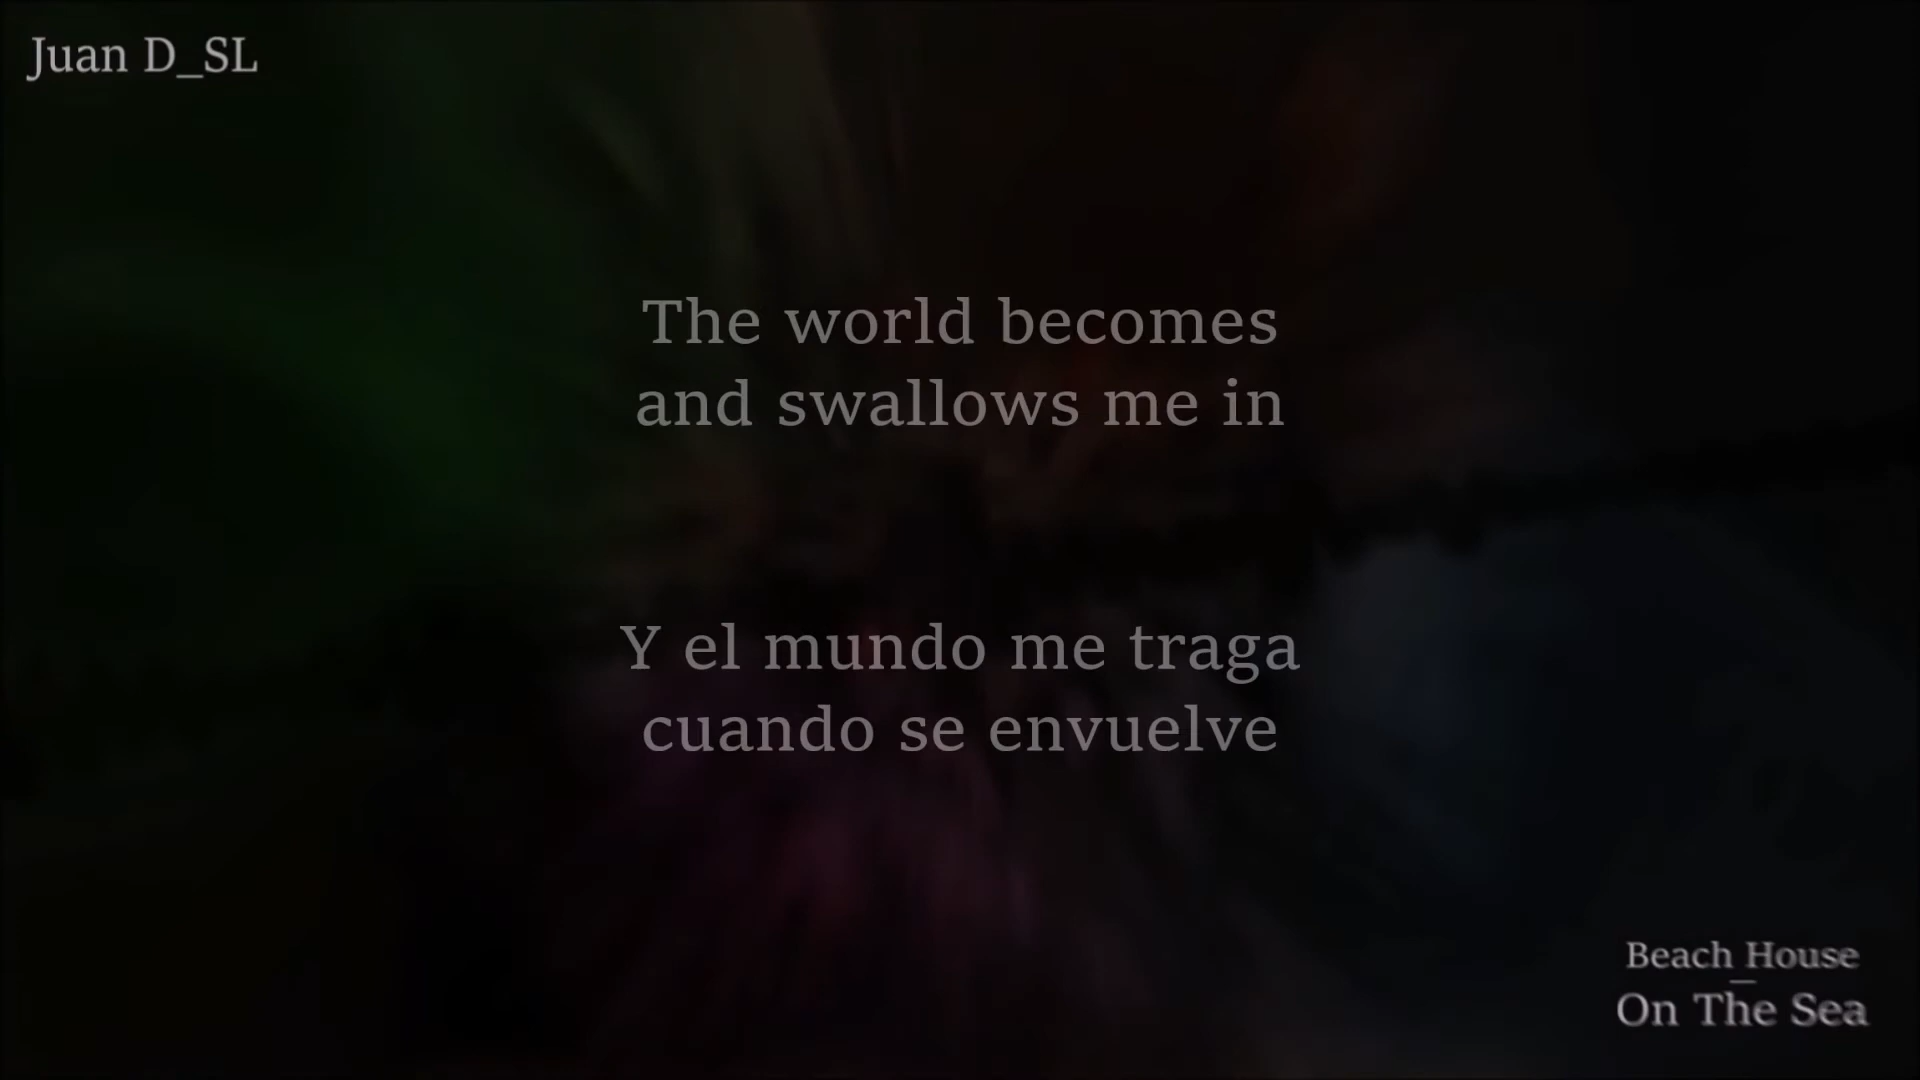 Juan D_SL
The world becomes
and swallows me in
Y el mundo me traga
cuando se envuelve
Beach House
—
On The Sea